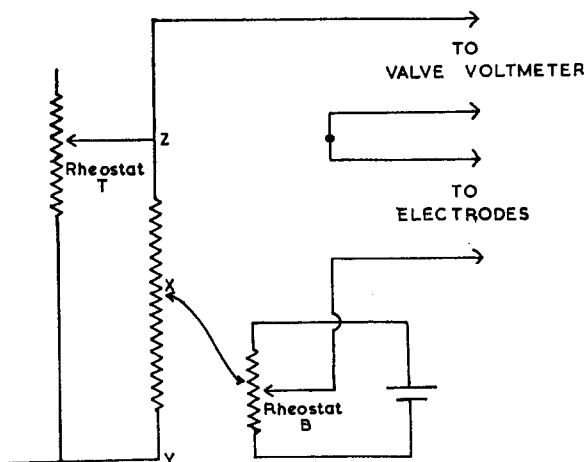 TO
VALVE VOLTMETER
Z
Rheostat
T
TO
ELECTRODES
X
Rheostat
B
Y